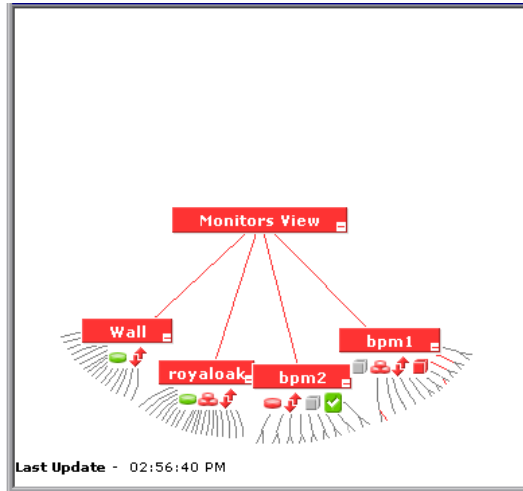 Monitors View
Wall
bpm1
royaloak
bpm2
Last Update - 02:56:40 PM